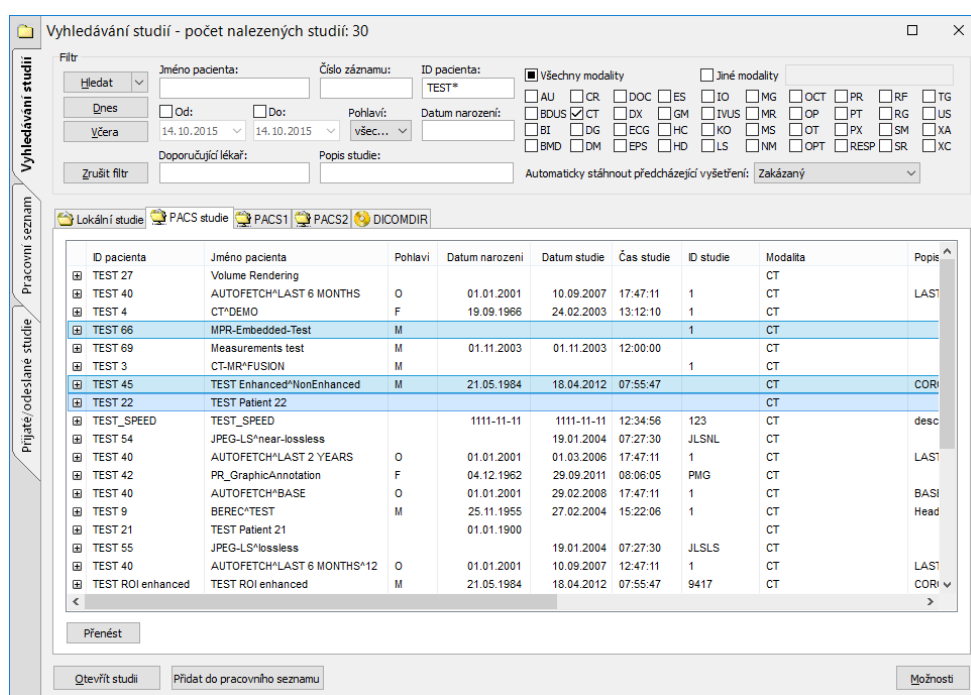 Vyhledávání studií - počet nalezených studií: 30
Vyhledávání studií
Pracovní seznam
Přijaté/odeslané studie
Filtr
Hledat
Dnes
Včera
Zrušit filtr
Jméno pacienta: Číslo záznamu: ID pacienta:
TEST*
Od: Do: Pohlaví: Datum narození:
14.10.2015 14.10.2015 všec...
Doporučující lékař: Popis studie:
Všechny modality Jiné modality
AU CR DOC ES IO MG OCT PR RF TG
BDUS CT DX GM IVUS MR OP PT RG US
BI DG ECG HC KO MS OT PX SM XA
BMD DM EPS HD LS NM OPT RESP SR XC
Automaticky stáhnout předcházející vyšetření: Zakázaný
Lokální studie PACS studie PACS1 PACS2 DICOMDIR
ID pacienta Jméno pacienta Pohlavi Datum narozeni Datum studie Čas studie ID studie Modalita Popis
TEST 27 Volume Rendering CT
TEST 40 AUTOFETCH^LAST 6 MONTHS O 01.01.2001 10.09.2007 17:47:11 1 CT LAST
TEST 4 CT^DEMO F 19.09.1966 24.02.2003 13:12:10 1 CT
TEST 66 MPR-Embedded-Test M 1 CT
TEST 69 Measurements test M 01.11.2003 01.11.2003 12:00:00 CT
TEST 3 CT-MR^FUSION M 1 CT
TEST 45 TEST Enhanced^NonEnhanced M 21.05.1984 18.04.2012 07:55:47 CT CORO
TEST 22 TEST Patient 22 CT
TEST_SPEED TEST_SPEED 1111-11-11 1111-11-11 12:34:56 123 CT desc
TEST 54 JPEG-LS^near-lossless 19.01.2004 07:27:30 JLSNL CT
TEST 40 AUTOFETCH^LAST 2 YEARS O 01.01.2001 01.03.2006 17:47:11 1 CT LAST
TEST 42 PR_GraphicAnnotation F 04.12.1962 29.09.2011 08:06:05 PMG CT
TEST 40 AUTOFETCH^BASE O 01.01.2001 29.02.2008 17:47:11 1 CT BASE
TEST 9 BEREC^TEST M 25.11.1955 27.02.2004 15:22:06 1 CT Head
TEST 21 TEST Patient 21 01.01.1900 CT
TEST 55 JPEG-LS^lossless 19.01.2004 07:27:30 JLSLS CT
TEST 40 AUTOFETCH^LAST 6 MONTHS^12 O 01.01.2001 10.09.2007 12:47:11 1 CT LAST
TEST ROI enhanced TEST ROI enhanced M 21.05.1984 18.04.2012 07:55:47 9417 CT CORO
Přenést
Otevřít studii Přidat do pracovního seznamu Možnosti